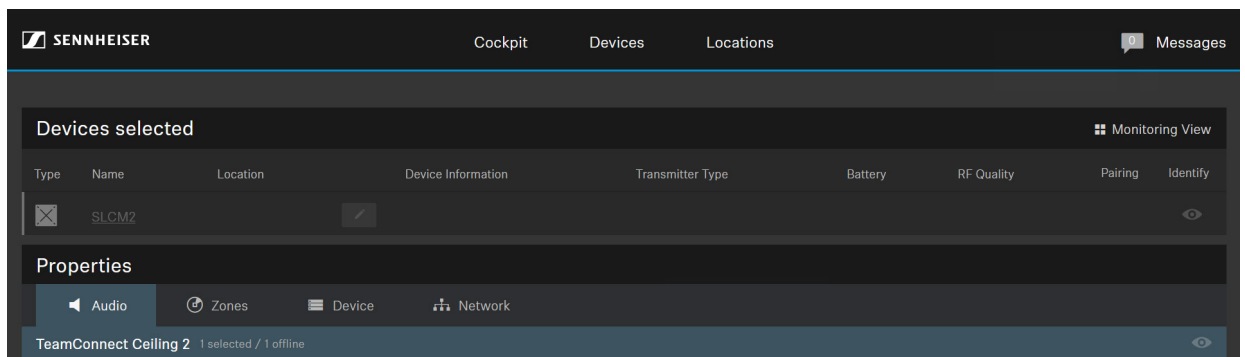 SENNHEISER Cockpit Devices Locations 0 Messages
Devices selected Monitoring View
Type Name Location Device Information Transmitter Type Battery RF Quality Pairing Identify
SLCM2
Properties
Audio Zones Device Network
TeamConnect Ceiling 2 1 selected / 1 offline